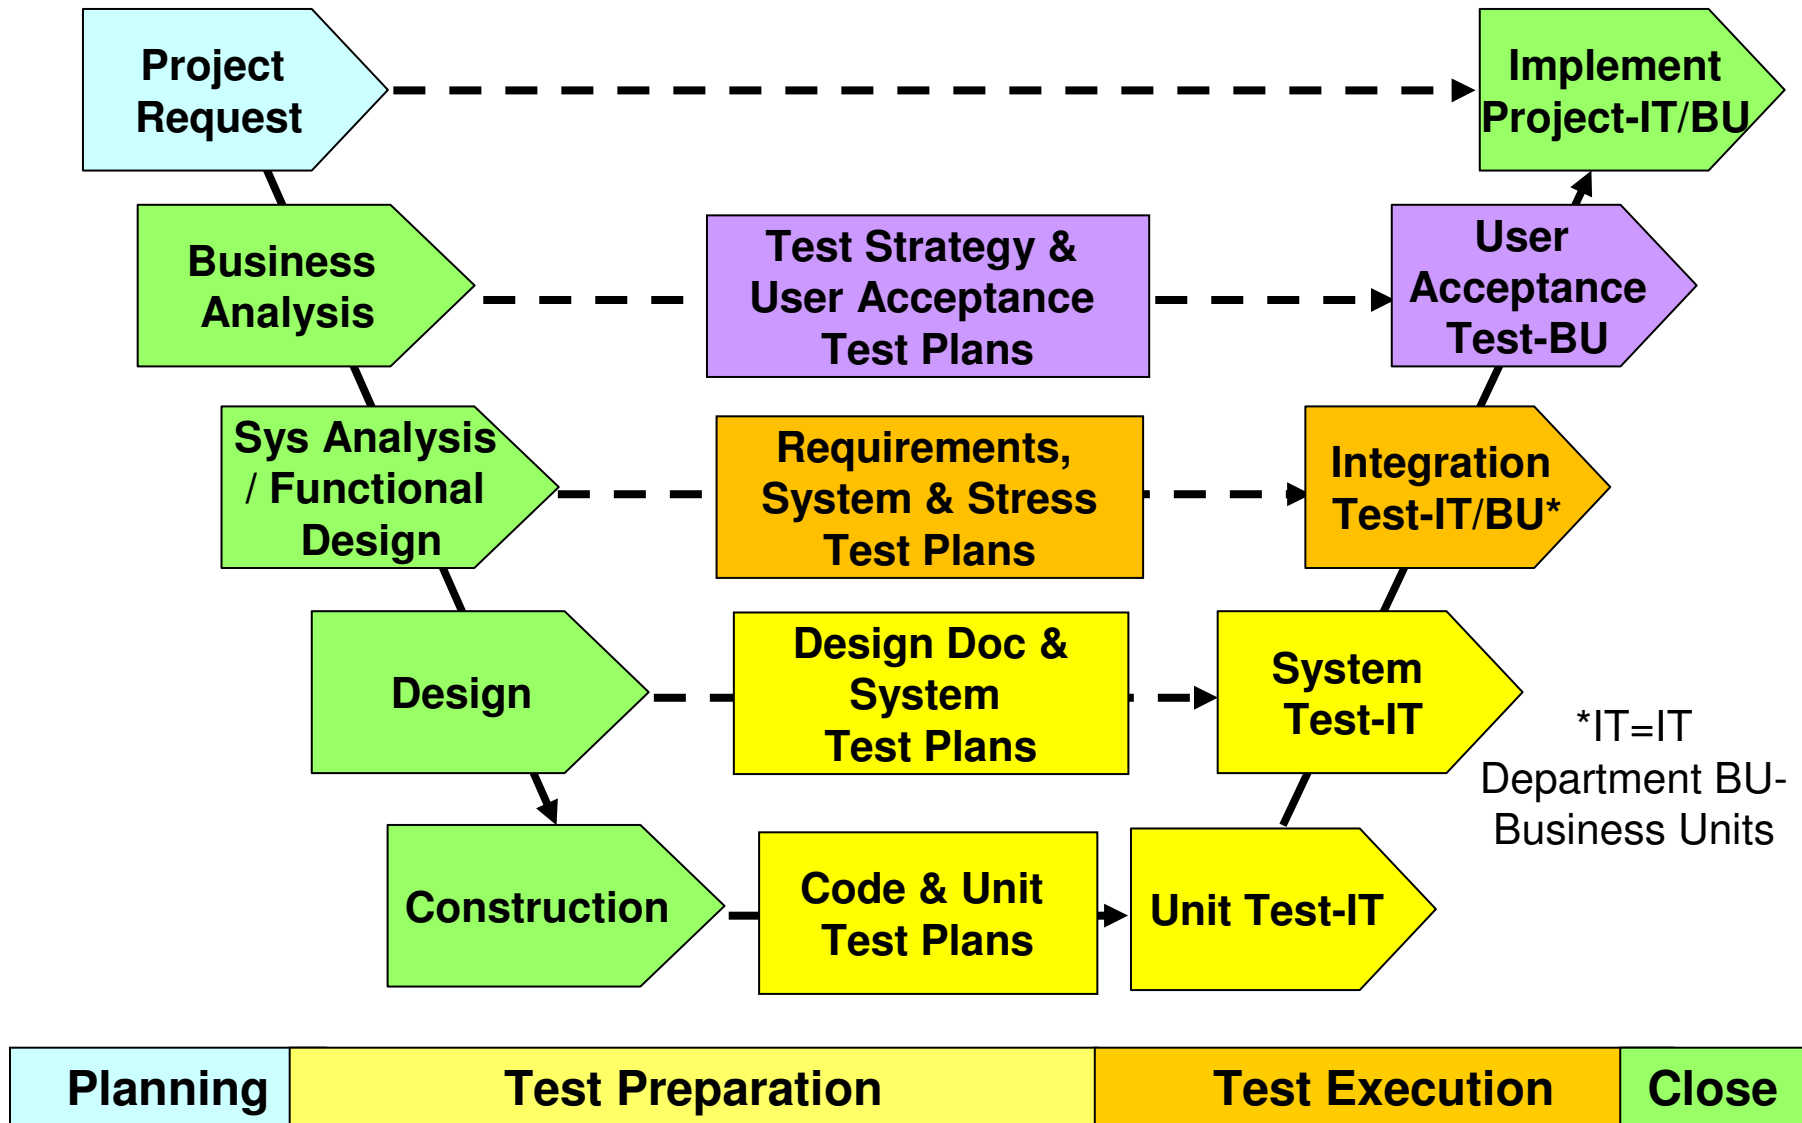 Project
Request
Implement
Project-IT/BU
Business
Analysis
Test Strategy &
User Acceptance
Test Plans
User
Acceptance
Test-BU
Sys Analysis
/ Functional
Design
Requirements,
System & Stress
Test Plans
Integration
Test-IT/BU*
Design
Design Doc &
System
Test Plans
System
Test-IT
*IT=IT
Department BU-
Business Units
Construction
Code & Unit
Test Plans
Unit Test-IT
Planning
Test Preparation
Test Execution
Close